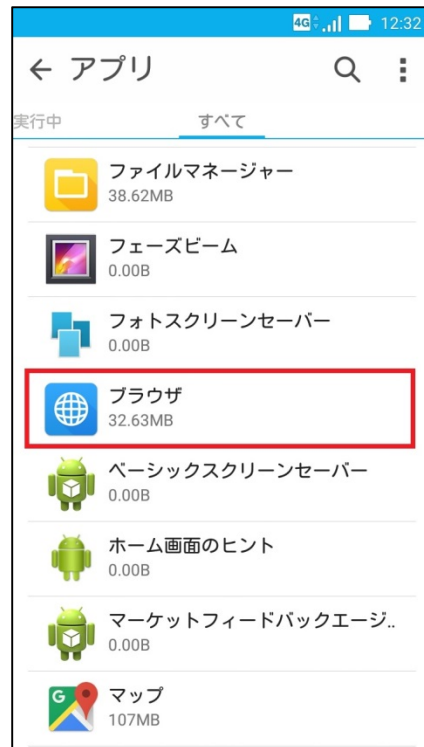 4G 12:32
アプリ
実行中 すべて
ファイルマネージャー
38.62MB
フェーズビーム
0.00B
フォトスクリーンセーバー
0.00B
ブラウザ
32.63MB
ベーシックスクリーンセーバー
0.00B
ホーム画面のヒント
0.00B
マーケットフィードバックエージ..
0.00B
G マップ
107MB